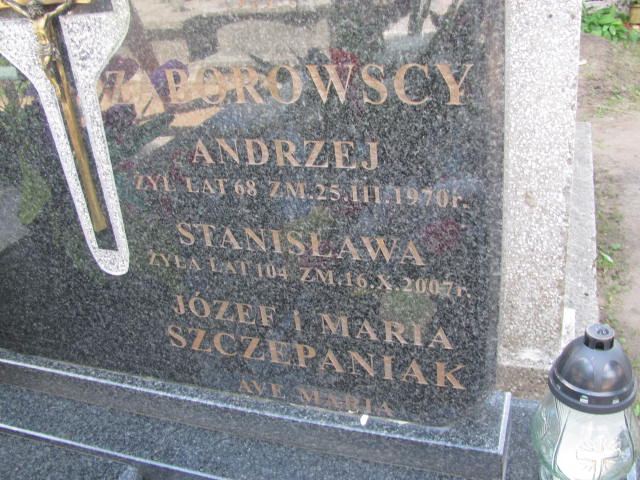 BOROWSCY
ANDRZEJ
ŻYŁ LAT 68 ZM.25.III.1970r.
STANISŁAWA
ŻYŁA LAT 104 ZM.16.X.2007r.
JÓZEF i MARIA
SZCZEPANIAK
AVE MARIA